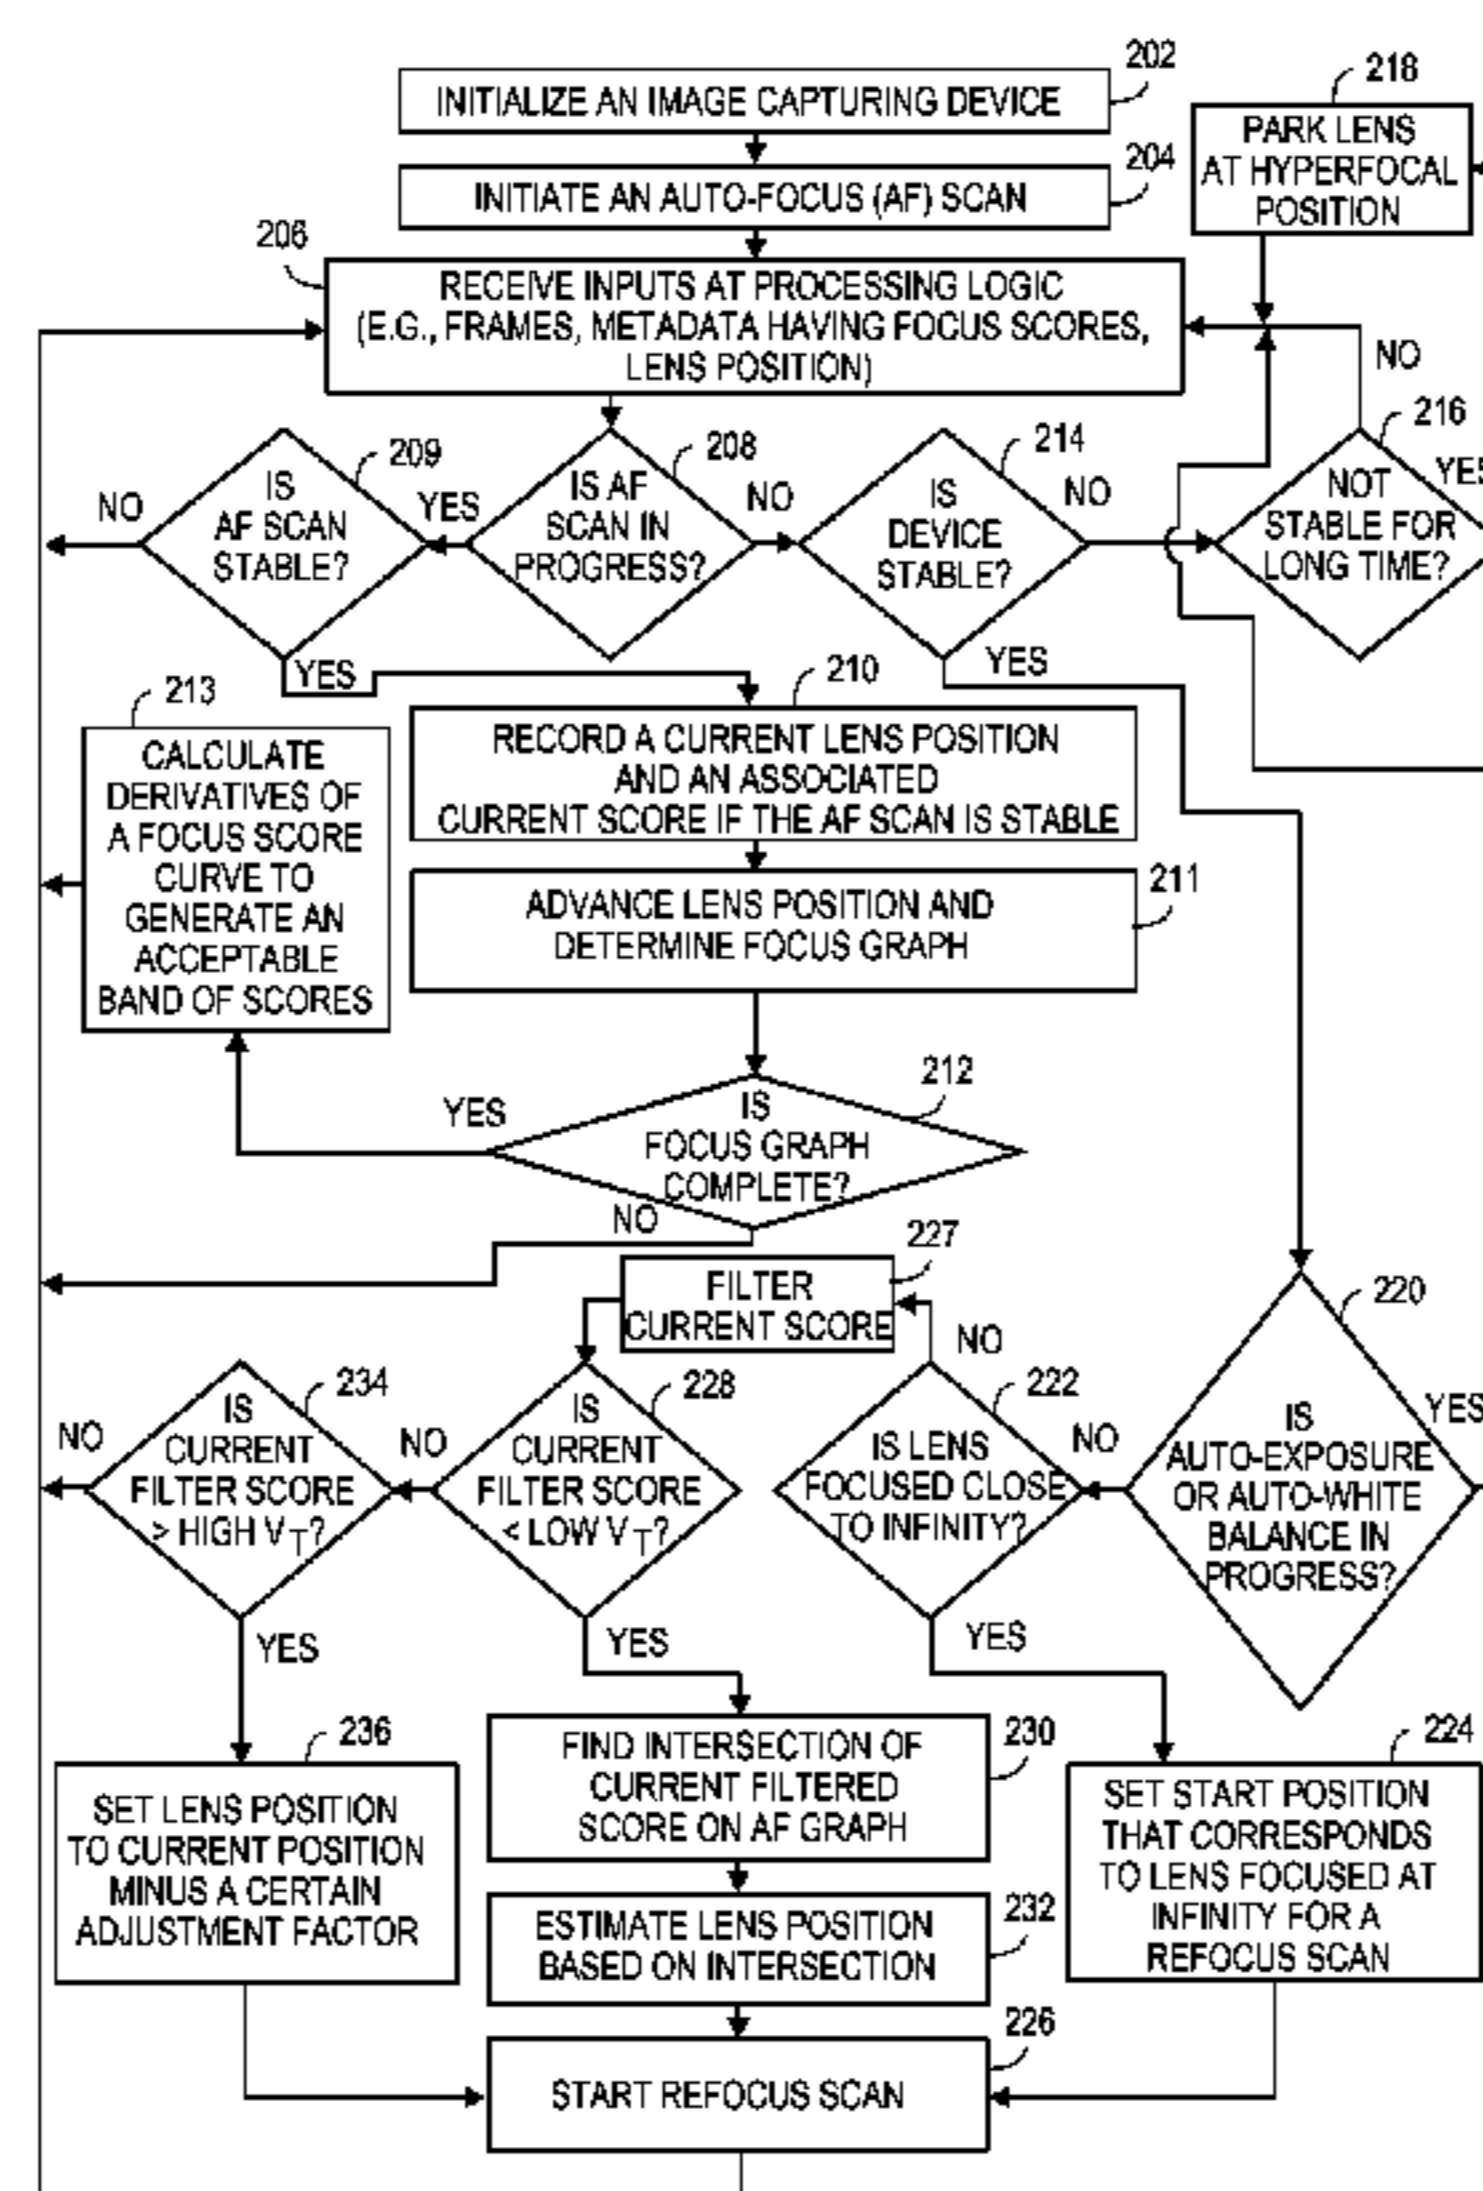 202
INITIALIZE AN IMAGE CAPTURING DEVICE
204
INITIATE AN AUTO-FOCUS (AF) SCAN
218
PARK LENS
AT HYPERFOCAL
POSITION
206
RECEIVE INPUTS AT PROCESSING LOGIC
(E.G., FRAMES, METADATA HAVING FOCUS SCORES,
LENS POSITION)
209
IS
AF SCAN
STABLE?
NO
YES
YES
208
IS AF
SCAN IN
PROGRESS?
NO
214
IS
DEVICE
STABLE?
NO
YES
216
NOT
STABLE FOR
LONG TIME?
NO
YES
210
RECORD A CURRENT LENS POSITION
AND AN ASSOCIATED
CURRENT SCORE IF THE AF SCAN IS STABLE
213
CALCULATE
DERIVATIVES OF
A FOCUS SCORE
CURVE TO
GENERATE AN
ACCEPTABLE
BAND OF SCORES
211
ADVANCE LENS POSITION AND
DETERMINE FOCUS GRAPH
212
IS
FOCUS GRAPH
COMPLETE?
YES
NO
227
FILTER
CURRENT SCORE
220
IS
AUTO-EXPOSURE
OR AUTO-WHITE
BALANCE IN
PROGRESS?
YES
NO
222
IS LENS
FOCUSED CLOSE
TO INFINITY?
NO
YES
228
IS
CURRENT
FILTER SCORE
< LOW VT?
NO
YES
234
IS
CURRENT
FILTER SCORE
> HIGH VT?
NO
YES
236
SET LENS POSITION
TO CURRENT POSITION
MINUS A CERTAIN
ADJUSTMENT FACTOR
230
FIND INTERSECTION OF
CURRENT FILTERED
SCORE ON AF GRAPH
224
SET START POSITION
THAT CORRESPONDS
TO LENS FOCUSED AT
INFINITY FOR A
REFOCUS SCAN
232
ESTIMATE LENS POSITION
BASED ON INTERSECTION
226
START REFOCUS SCAN